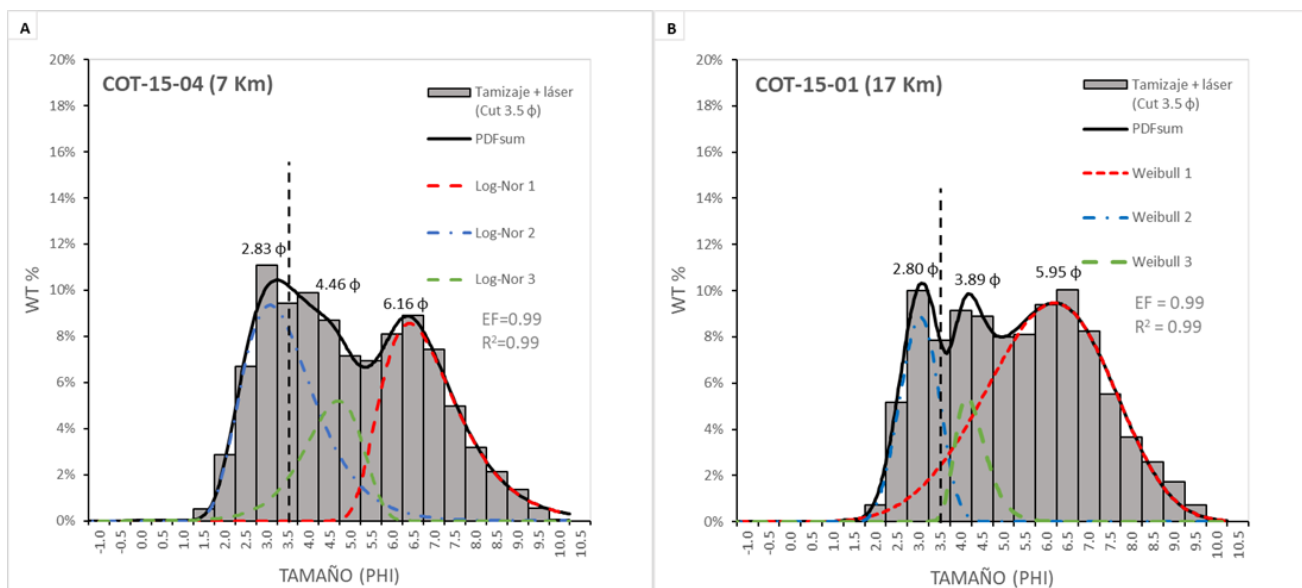 A
COT-15-04 (7 Km)
WT %
20%
18%
16%
14%
12%
10%
8%
6%
4%
2%
0%
Tamizaje + láser
(Cut 3.5 ϕ)
PDFsum
Log-Nor 1
Log-Nor 2
Log-Nor 3
2.83 ϕ
4.46 ϕ
6.16 ϕ
EF=0.99
R²=0.99
-1.0 -0.5 0.0 0.5 1.0 1.5 2.0 2.5 3.0 3.5 4.0 4.5 5.0 5.5 6.0 6.5 7.0 7.5 8.0 8.5 9.0 9.5 10.0 10.5
TAMAÑO (PHI)
B
COT-15-01 (17 Km)
WT %
20%
18%
16%
14%
12%
10%
8%
6%
4%
2%
0%
Tamizaje + láser
(Cut 3.5 ϕ)
PDFsum
Weibull 1
Weibull 2
Weibull 3
2.80 ϕ
3.89 ϕ
5.95 ϕ
EF = 0.99
R² = 0.99
-1.0 -0.5 0.0 0.5 1.0 1.5 2.0 2.5 3.0 3.5 4.0 4.5 5.0 5.5 6.0 6.5 7.0 7.5 8.0 8.5 9.0 9.5 10.0 10.5
TAMAÑO (PHI)